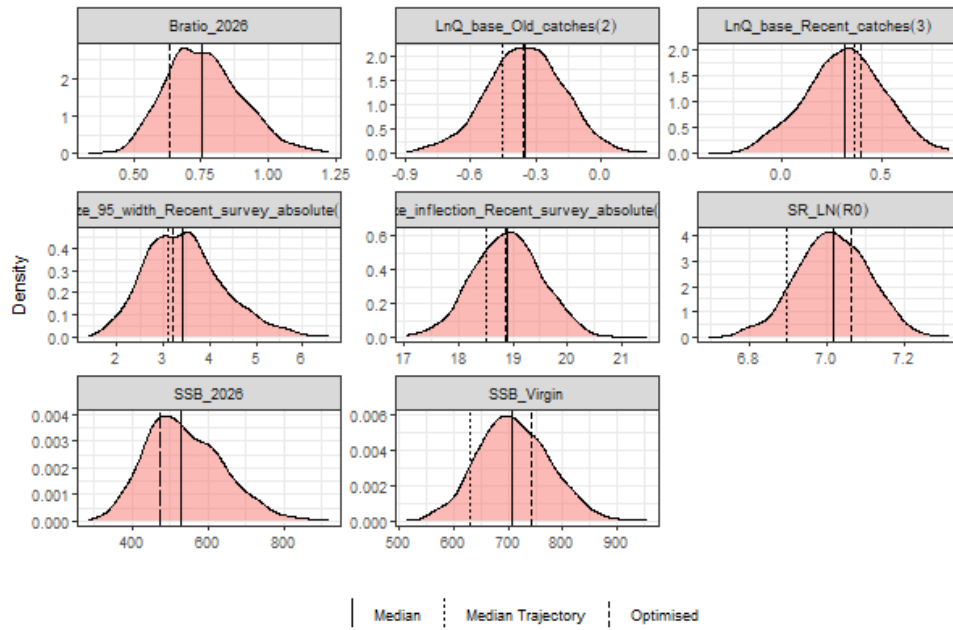 Bratio_2026
LnQ_base_Old_catches(2)
LnQ_base_Recent_catches(3)
2
1
0
0.50 0.75 1.00 1.25
2.0
1.5
1.0
0.5
0.0
-0.9 -0.6 -0.3 0.0
2.0
1.5
1.0
0.5
0.0
0.0 0.5
ze_95_width_Recent_survey_absolute(
ze_inflection_Recent_survey_absolute(
SR_LN(R0)
0.4
0.3
0.2
0.1
0.0
2 3 4 5 6
0.6
0.4
0.2
0.0
17 18 19 20 21
4
3
2
1
0
6.8 7.0 7.2
Density
SSB_2026
SSB_Virgin
0.004
0.003
0.002
0.001
0.000
400 600 800
0.006
0.004
0.002
0.000
500 600 700 800 900
Median Median Trajectory Optimised